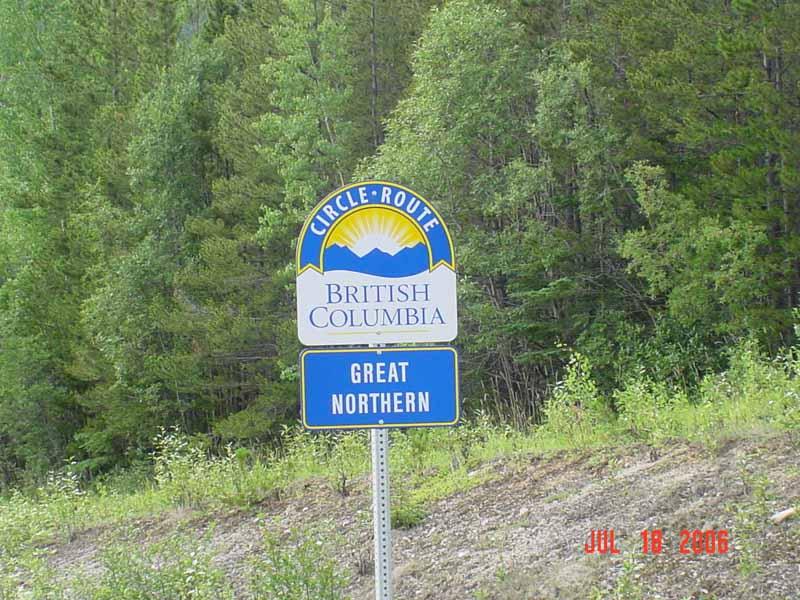 CIRCLE · ROUTE
BRITISH
COLUMBIA
GREAT
NORTHERN
JUL 18 2006